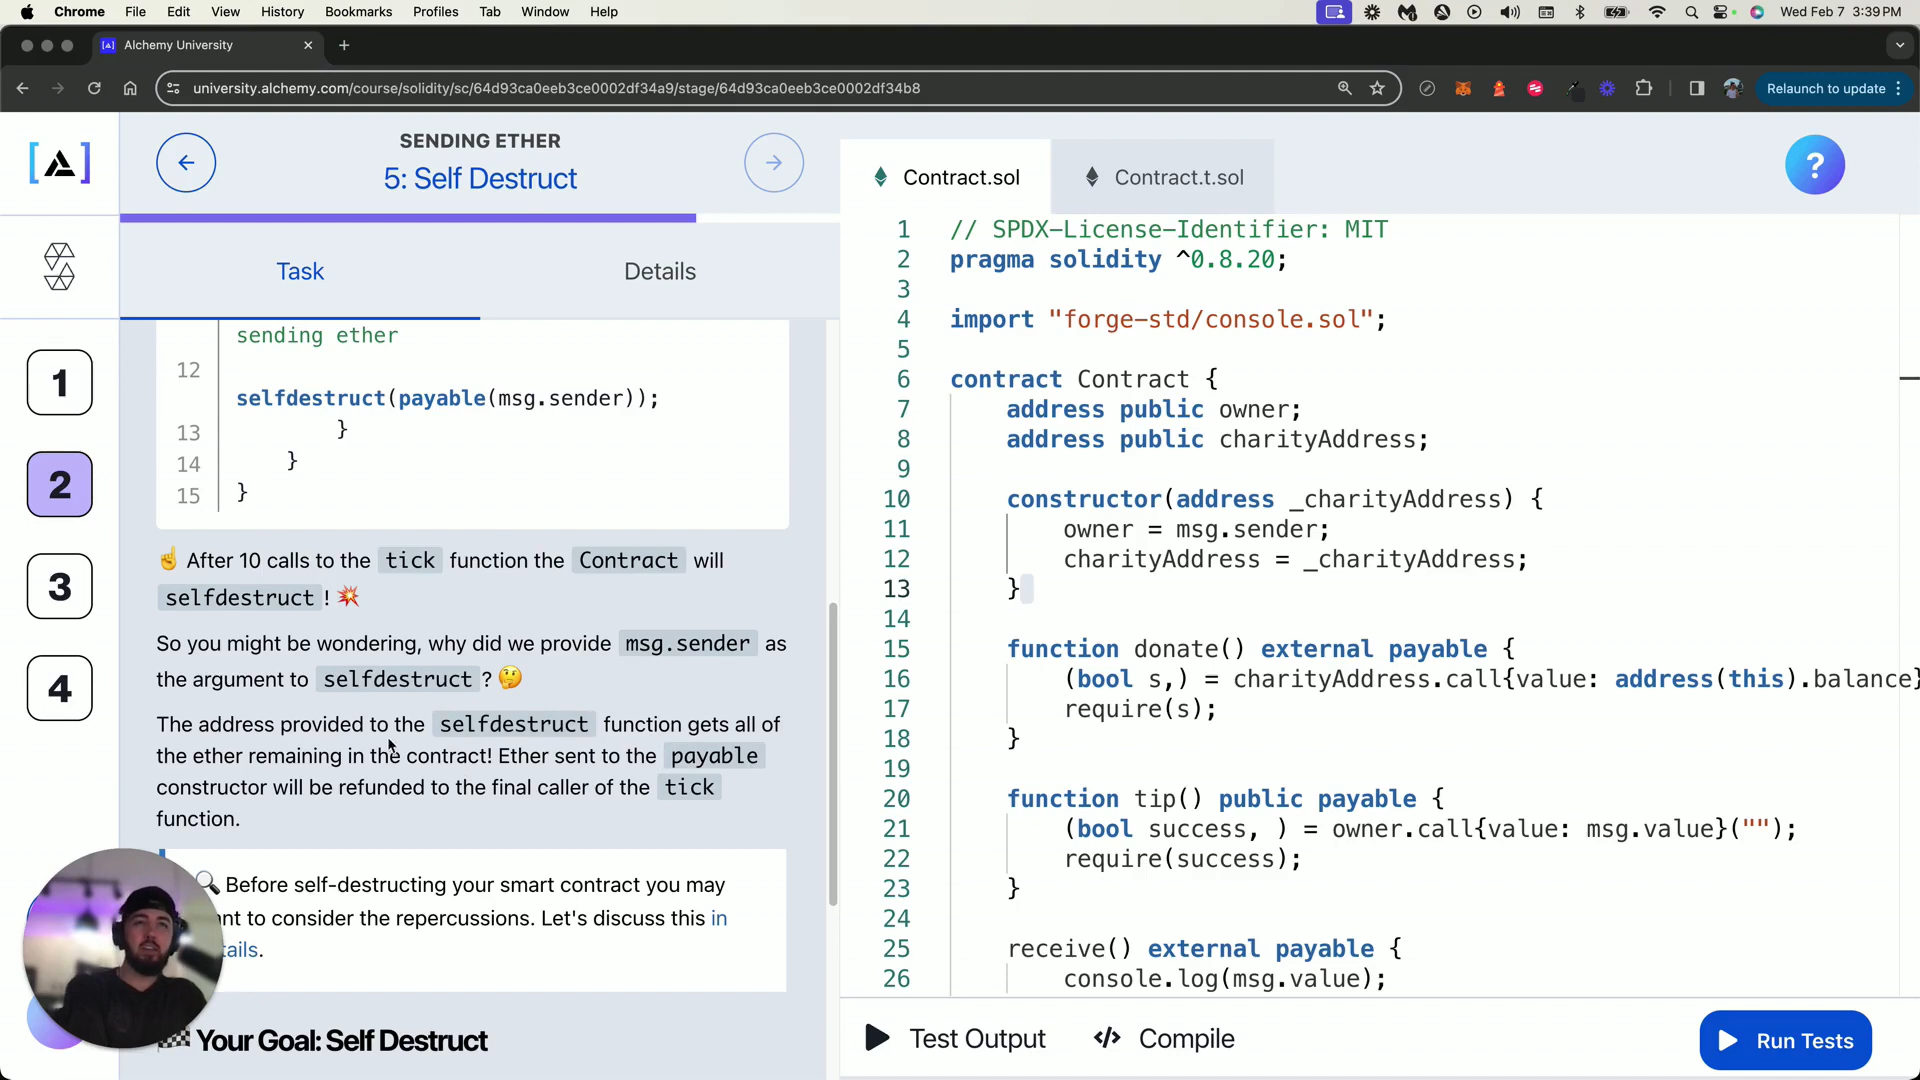 Chrome File Edit View History Bookmarks Profiles Tab Window Help Wed Feb 7 3:39 PM
Alchemy University
university.alchemy.com/course/solidity/sc/64d93ca0eeb3ce0002df34a9/stage/64d93ca0eeb3ce0002df34b8
Relaunch to update
SENDING ETHER
5: Self Destruct
Task
Details
1
2
3
4
sending ether
12
selfdestruct(payable(msg.sender));
13 }
14 }
15 }
After 10 calls to the tick function the Contract will
selfdestruct !
So you might be wondering, why did we provide msg.sender as
the argument to selfdestruct ?
The address provided to the selfdestruct function gets all of
the ether remaining in the contract! Ether sent to the payable
constructor will be refunded to the final caller of the tick
function.
Before self-destructing your smart contract you may
to consider the repercussions. Let's discuss this in
Your Goal: Self Destruct
Contract.sol
Contract.t.sol
?
1 // SPDX-License-Identifier: MIT
2 pragma solidity ^0.8.20;
3
4 import "forge-std/console.sol";
5
6 contract Contract {
7 address public owner;
8 address public charityAddress;
9
10 constructor(address _charityAddress) {
11 owner = msg.sender;
12 charityAddress = _charityAddress;
13 }
14
15 function donate() external payable {
16 (bool s,) = charityAddress.call{value: address(this).balance}
17 require(s);
18 }
19
20 function tip() public payable {
21 (bool success, ) = owner.call{value: msg.value}("");
22 require(success);
23 }
24
25 receive() external payable {
26 console.log(msg.value);
Test Output
Compile
Run Tests